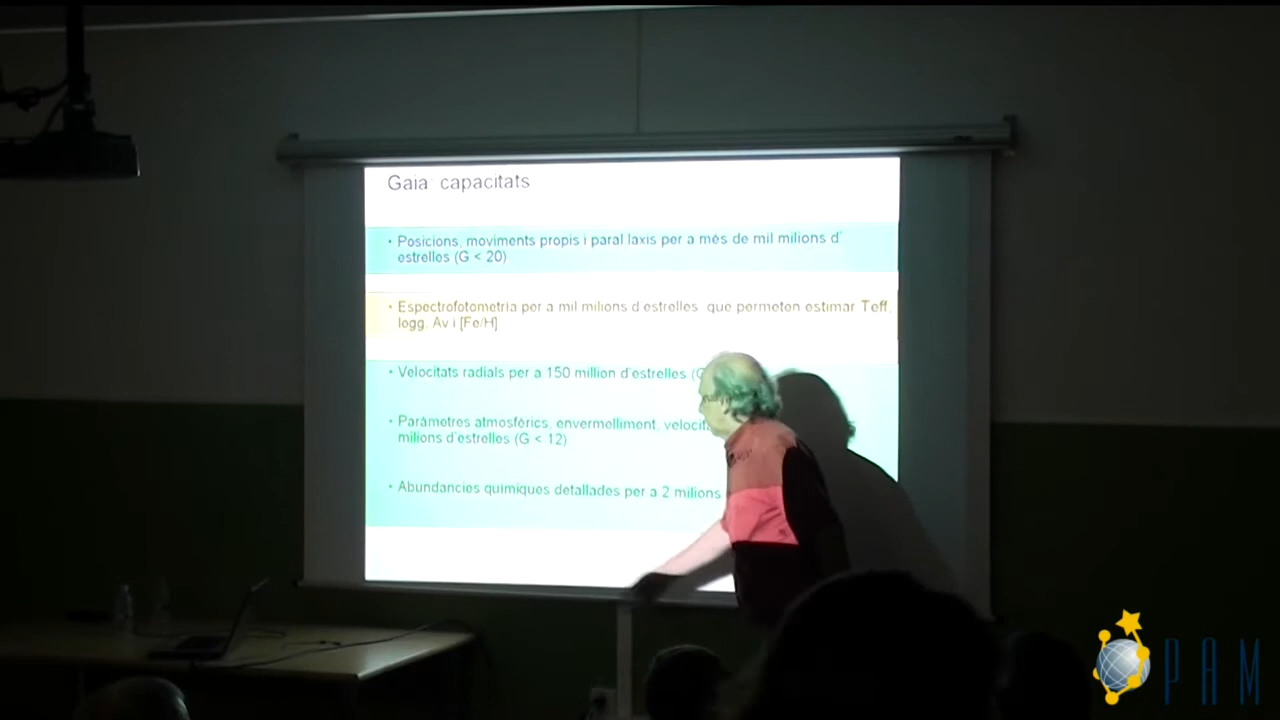 Gaia: capacitats
• Posicions, moviments propis i paral·laxis per a més de mil milions d'
estrelles (G < 20)
• Espectrofotometria per a mil milions d'estrelles que permeten estimar Teff,
logg, Av i [Fe/H]
• Velocitats radials per a 150 million d'estrelles (G
• Paràmetres atmosfèrics, envermelliment,
milions d'estrelles (G < 12)
• Abundancies quimiques detallades per a 2 milions
PAM